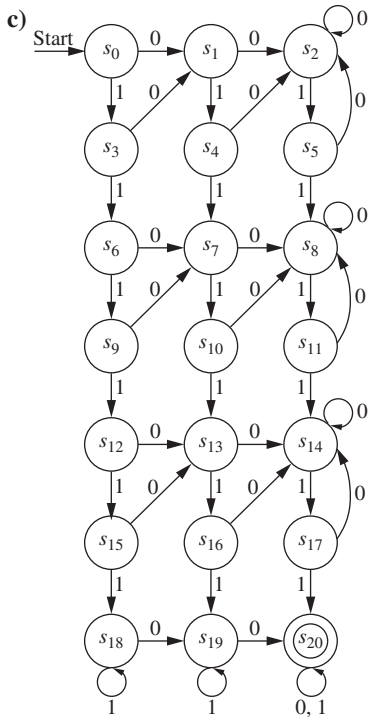 c)
Start s0 0 s1 0 s2 0
1 0 1 0 1 0
s3 s4 s5
1 1 1
s6 0 s7 0 s8 0
1 0 1 0 1 0
s9 s10 s11
1 1 1
s12 0 s13 0 s14 0
1 0 1 0 1 0
s15 s16 s17
1 1 1
s18 0 s19 0 s20
1 1 0, 1